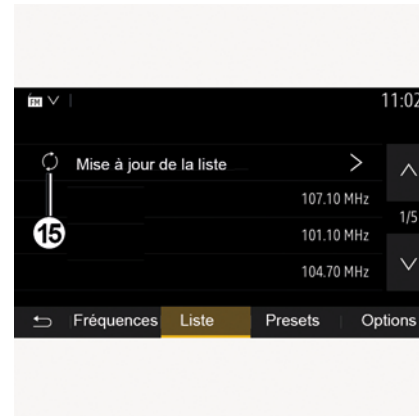 FM 11:02
Mise à jour de la liste
107.10 MHz
1/5
101.10 MHz
15
104.70 MHz
Fréquences Liste Presets Options